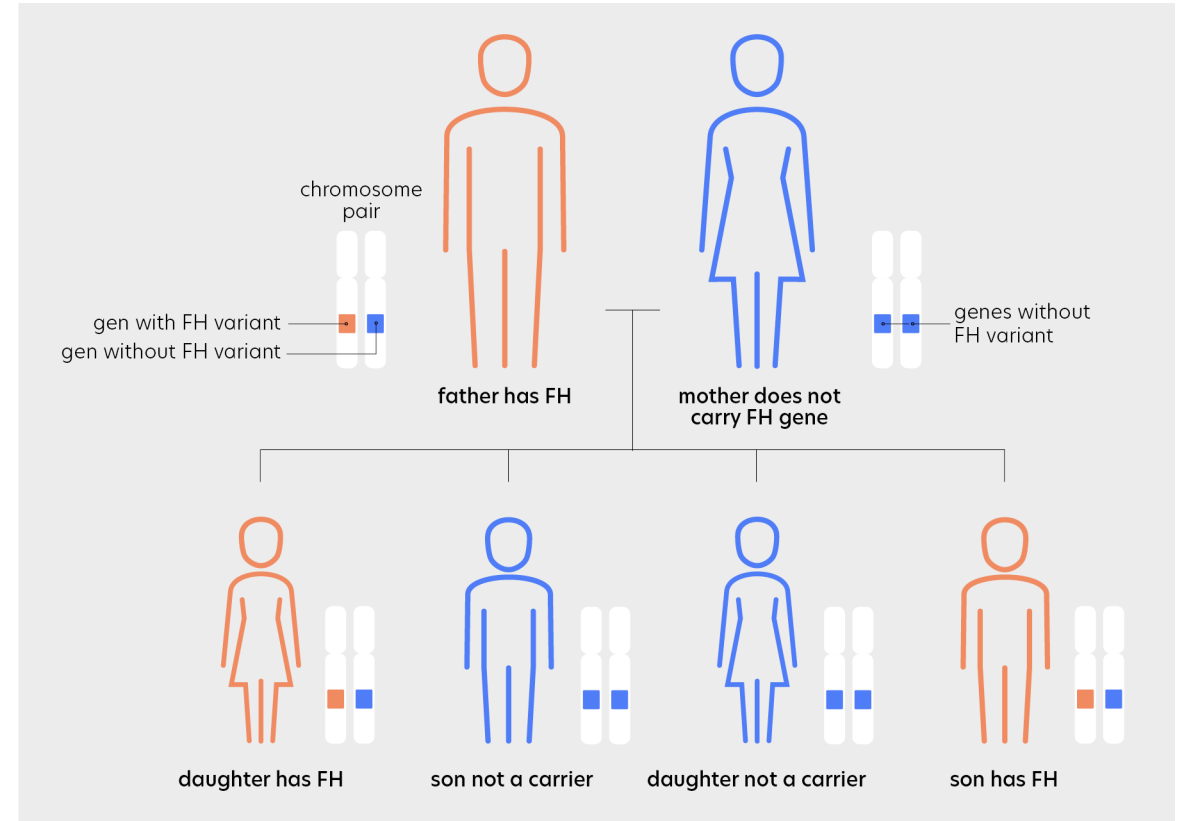 chromosome
pair
gen with FH variant
gen without FH variant
genes without
FH variant
father has FH
mother does not
carry FH gene
daughter has FH
son not a carrier
daughter not a carrier
son has FH